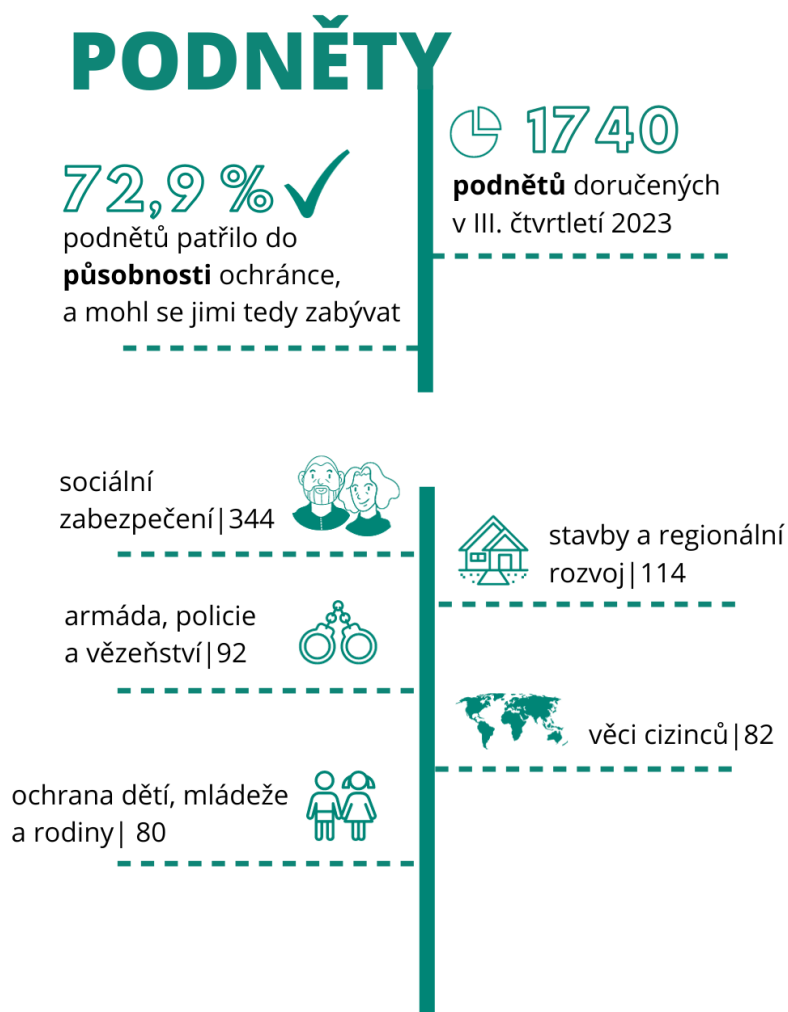 PODNĚTY
1740
podnětů doručených
v III. čtvrtletí 2023
72,9 %
podnětů patřilo do
působnosti ochránce,
a mohl se jimi tedy zabývat
sociální
zabezpečení|344
stavby a regionální
rozvoj|114
armáda, policie
a vězeňství|92
věci cizinců|82
ochrana dětí, mládeže
a rodiny| 80